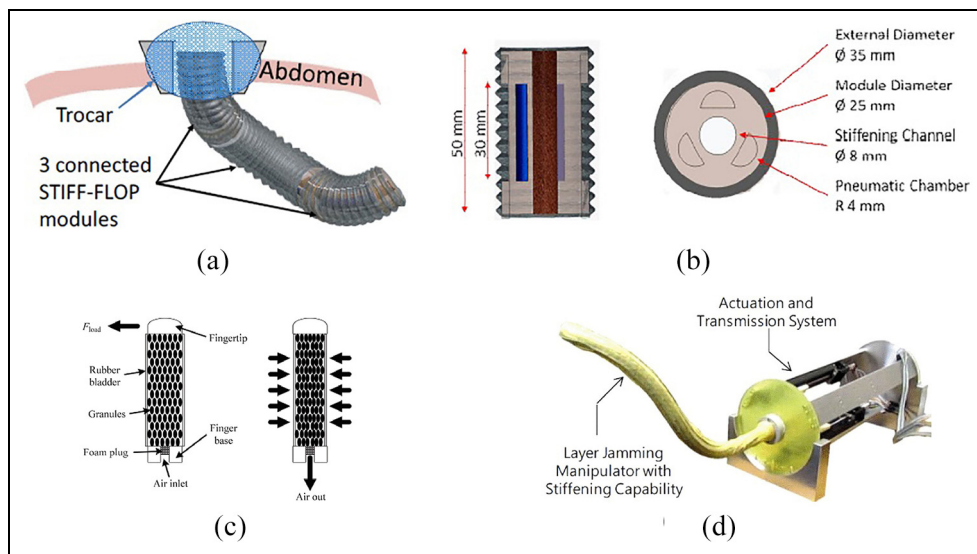 Abdomen
Trocar
3 connected
STIFF-FLOP
modules
(a)
50 mm
30 mm
External Diameter
Ø 35 mm
Module Diameter
Ø 25 mm
Stiffening Channel
Ø 8 mm
Pneumatic Chamber
R 4 mm
(b)
Fload
Fingertip
Rubber
bladder
Granules
Foam plug
Finger
base
Air inlet
Air out
(c)
Actuation and
Transmission System
Layer Jamming
Manipulator with
Stiffening Capability
(d)